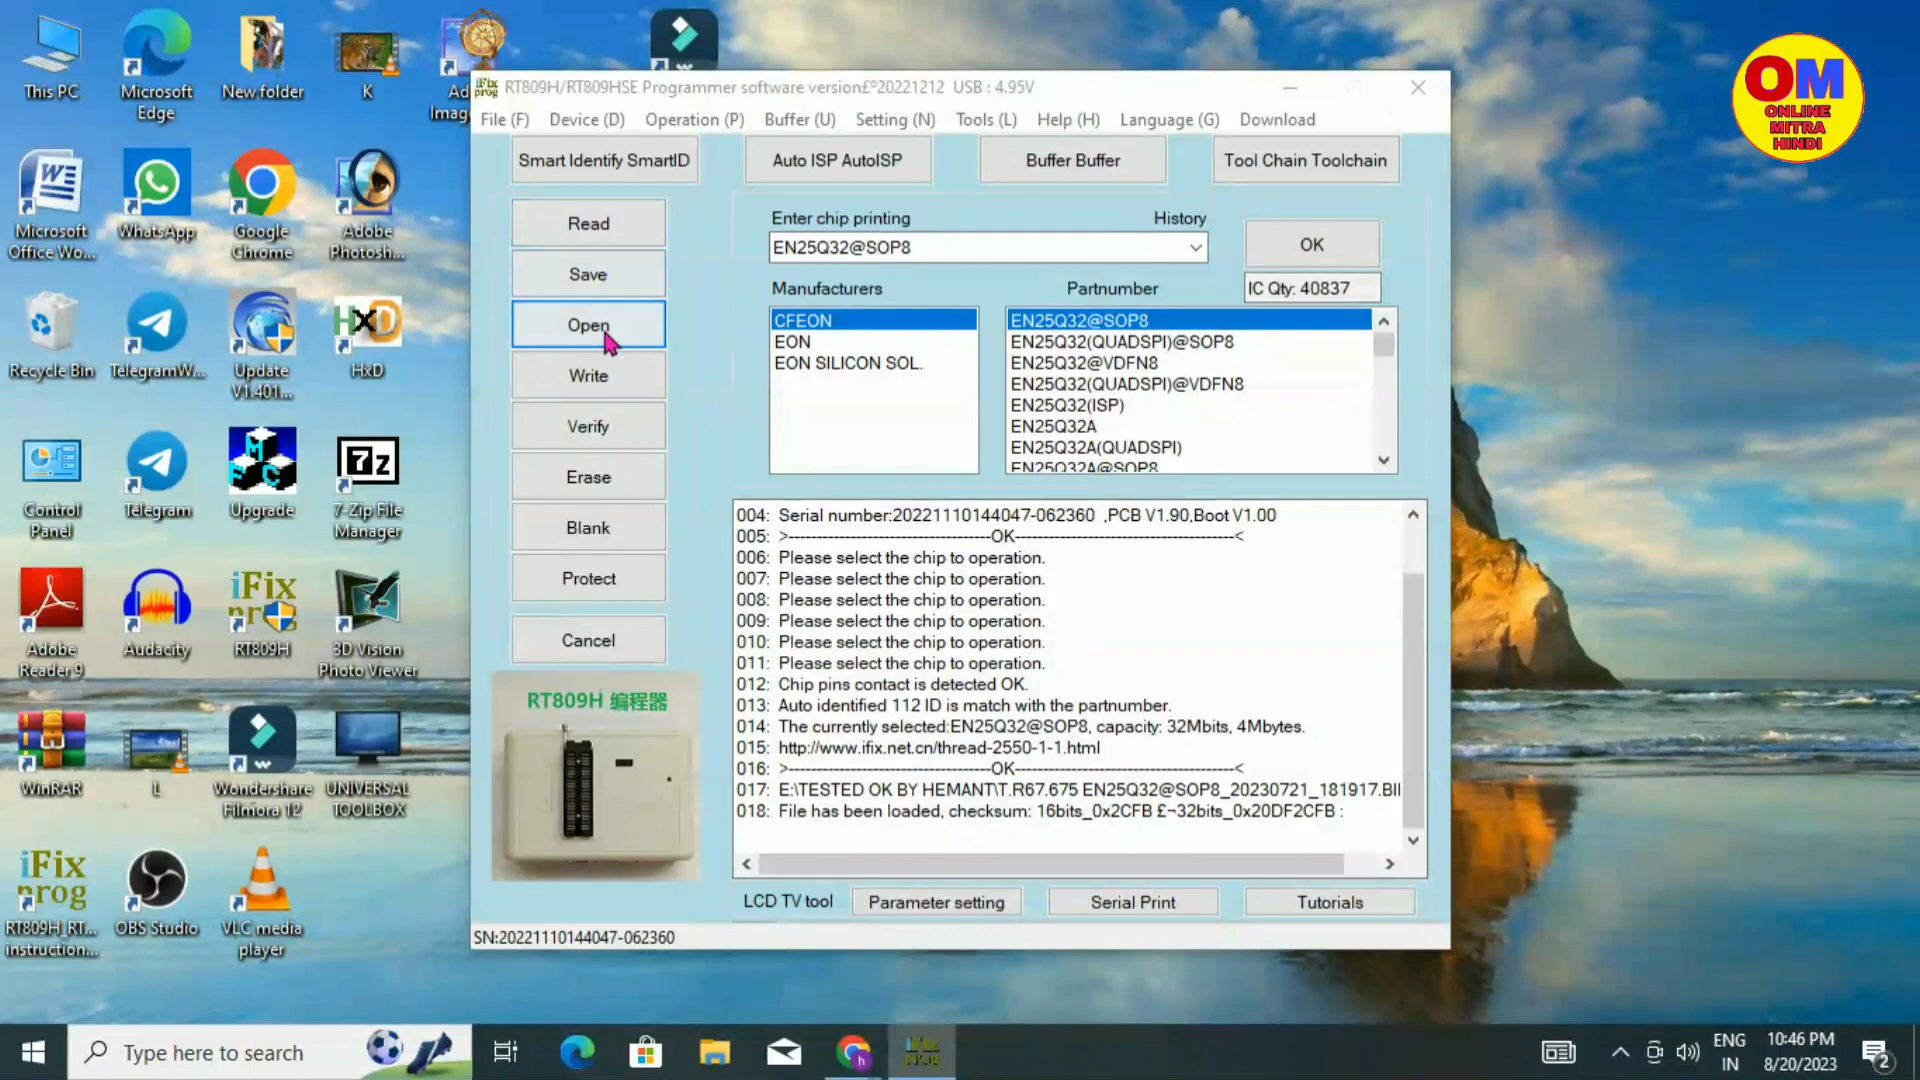 This PC
Microsoft
Edge
New folder
K
Ad
Imag
Microsoft
Office Wo...
WhatsApp
Google
Chrome
Adobe
Photosh...
Recycle Bin
TelegramW...
Update
V1.401...
HxD
Control
Panel
Telegram
Upgrade
7-Zip File
Manager
Adobe
Reader 9
Audacity
RT809H
3D Vision
Photo Viewer
WinRAR
L
Wondershare
Filmora 12
UNIVERSAL
TOOLBOX
RT809H_RT...
instruction...
OBS Studio
VLC media
player
iFix
prog
RT809H/RT809HSE Programmer software version£º20221212 USB : 4.95V
File (F) Device (D) Operation (P) Buffer (U) Setting (N) Tools (L) Help (H) Language (G) Download
Smart Identify SmartID
Auto ISP AutoISP
Buffer Buffer
Tool Chain Toolchain
Read
Save
Open
Write
Verify
Erase
Blank
Protect
Cancel
RT809H 编程器
Enter chip printing
History
EN25Q32@SOP8
OK
IC Qty: 40837
Manufacturers
CFEON
EON
EON SILICON SOL.
Partnumber
EN25Q32@SOP8
EN25Q32(QUADSPI)@SOP8
EN25Q32@VDFN8
EN25Q32(QUADSPI)@VDFN8
EN25Q32(ISP)
EN25Q32A
EN25Q32A(QUADSPI)
EN25Q32A@SOP8
004: Serial number:20221110144047-062360 ,PCB V1.90,Boot V1.00
005: >------------------------------------OK---------------------------------------<
006: Please select the chip to operation.
007: Please select the chip to operation.
008: Please select the chip to operation.
009: Please select the chip to operation.
010: Please select the chip to operation.
011: Please select the chip to operation.
012: Chip pins contact is detected OK.
013: Auto identified 112 ID is match with the partnumber.
014: The currently selected:EN25Q32@SOP8, capacity: 32Mbits, 4Mbytes.
015: http://www.ifix.net.cn/thread-2550-1-1.html
016: >------------------------------------OK---------------------------------------<
017: E:\TESTED OK BY HEMANT\T.R67.675 EN25Q32@SOP8_20230721_181917.BII
018: File has been loaded, checksum: 16bits_0x2CFB £¬32bits_0x20DF2CFB :
LCD TV tool
Parameter setting
Serial Print
Tutorials
SN:20221110144047-062360
OM
ONLINE
MITRA
HINDI
Type here to search
ENG
IN
10:46 PM
8/20/2023
2